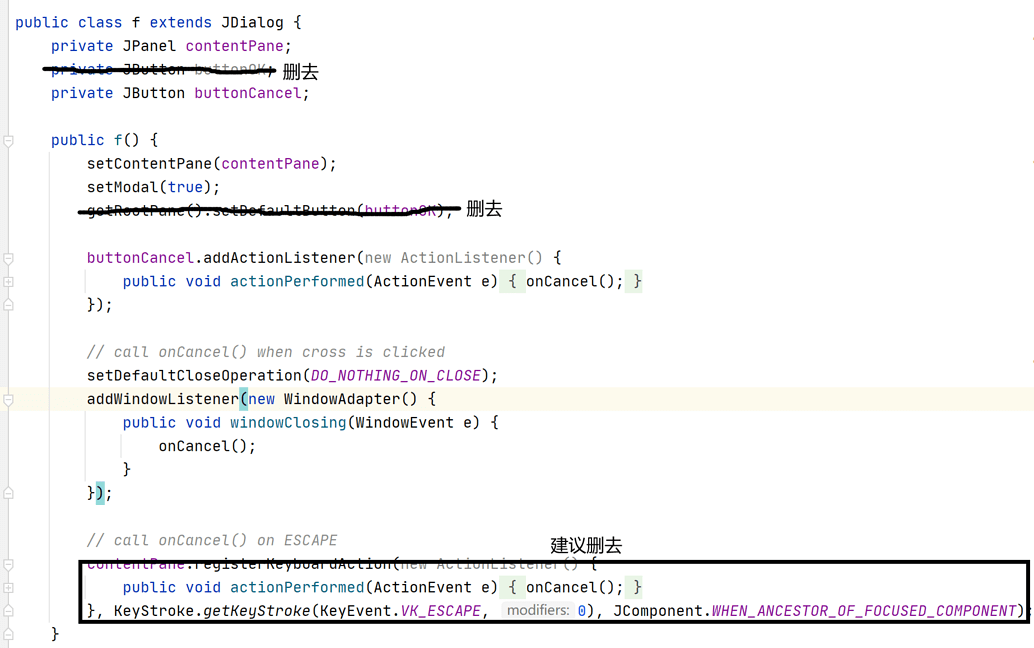 public class f extends JDialog {
private JPanel contentPane;
private JButton buttonOK; 删去
private JButton buttonCancel;
public f() {
setContentPane(contentPane);
setModal(true);
getRootPane().setDefaultButton(buttonOK); 删去
buttonCancel.addActionListener(new ActionListener() {
public void actionPerformed(ActionEvent e) { onCancel(); }
});
// call onCancel() when cross is clicked
setDefaultCloseOperation(DO_NOTHING_ON_CLOSE);
addWindowListener(new WindowAdapter() {
public void windowClosing(WindowEvent e) {
onCancel();
}
});
// call onCancel() on ESCAPE
建议删去
contentPane.registerKeyboardAction(new ActionListener() {
public void actionPerformed(ActionEvent e) { onCancel(); }
}, KeyStroke.getKeyStroke(KeyEvent.VK_ESCAPE, modifiers: 0), JComponent.WHEN_ANCESTOR_OF_FOCUSED_COMPONENT);
}